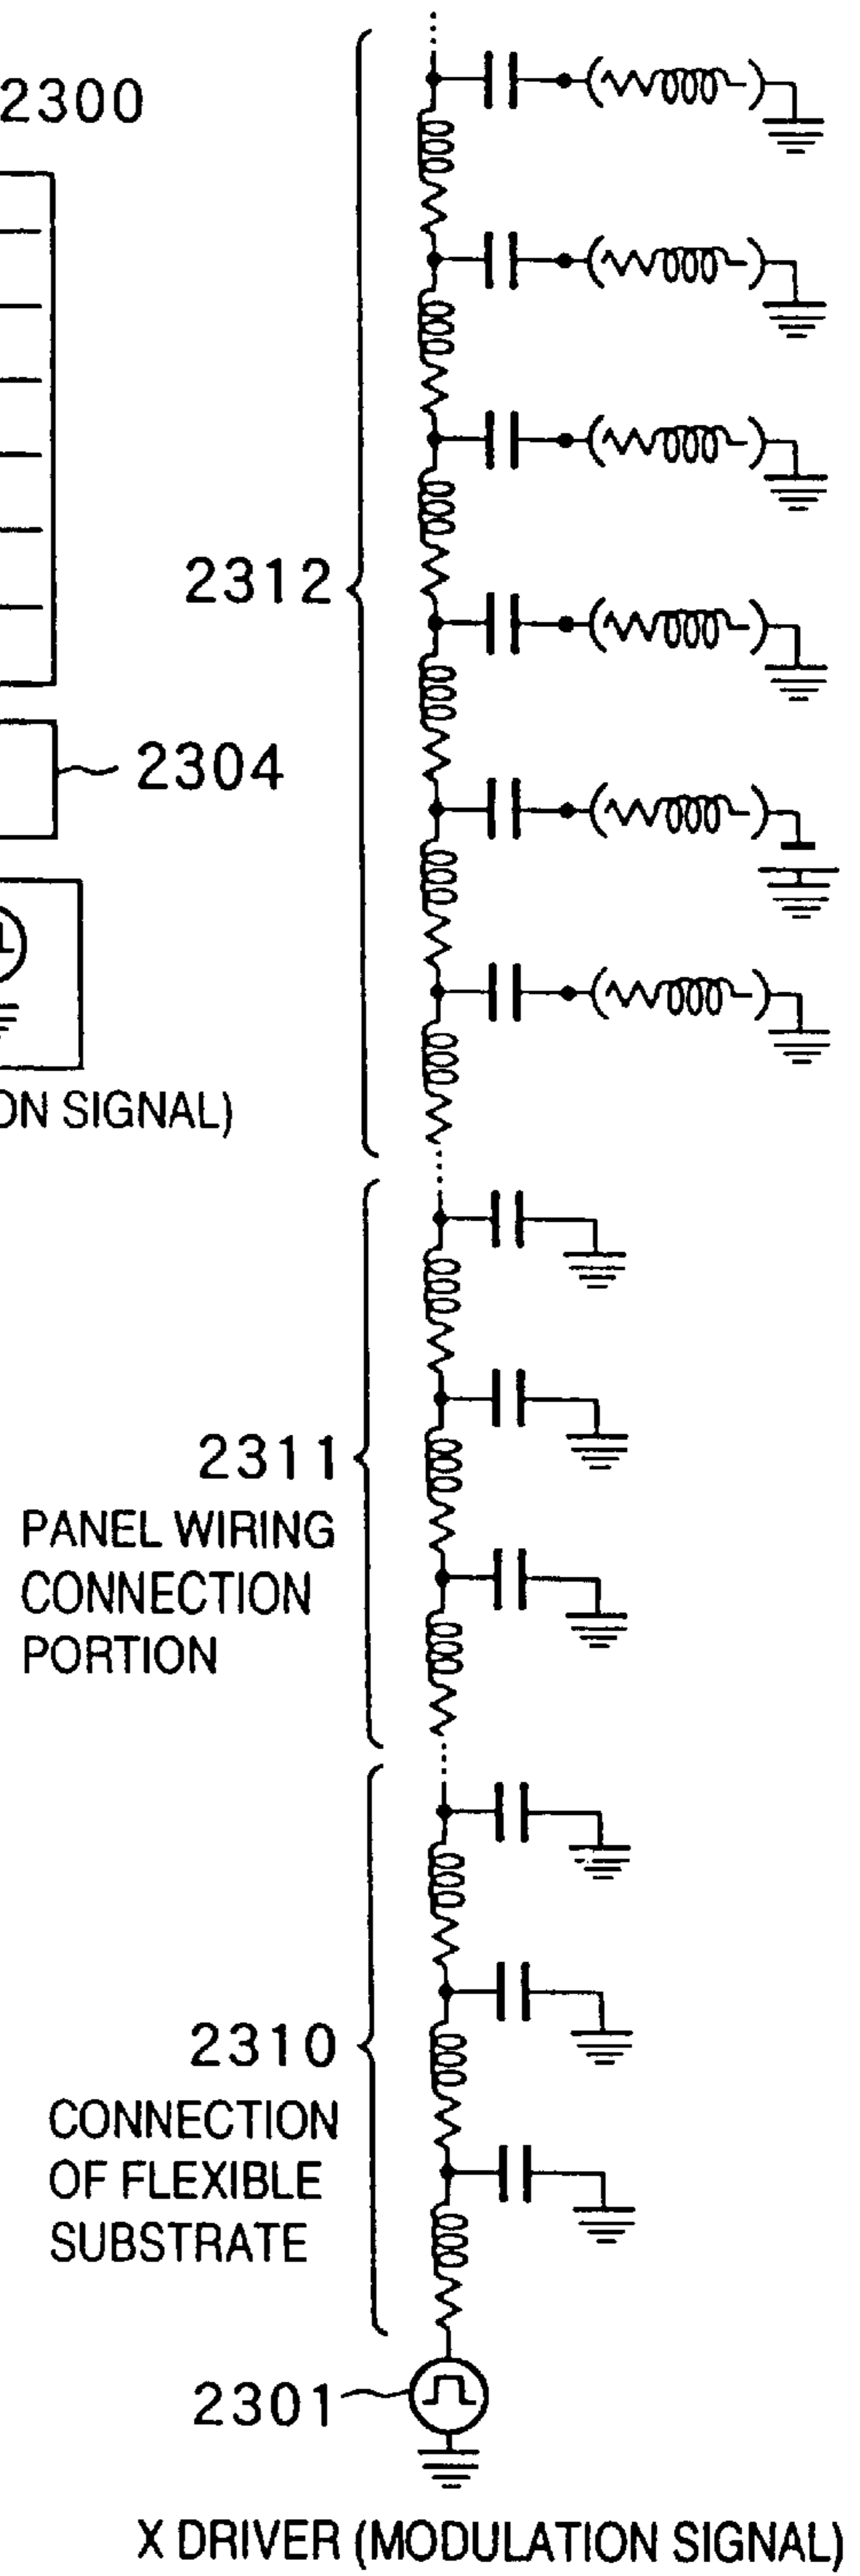 2300
2312
2304
ON SIGNAL)
2311
PANEL WIRING
CONNECTION
PORTION
2310
CONNECTION
OF FLEXIBLE
SUBSTRATE
2301
X DRIVER (MODULATION SIGNAL)